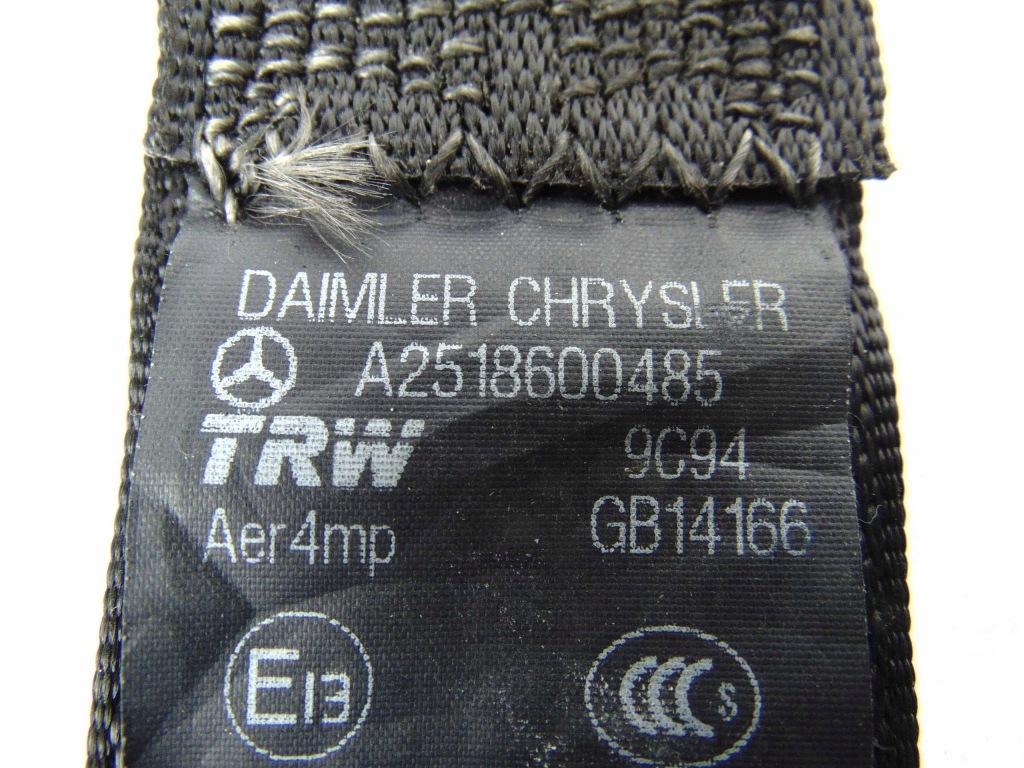 DAIMLER CHRYSLER
A2518600485
TRW 9C94
Aer4mp GB14166
E13 CCC S